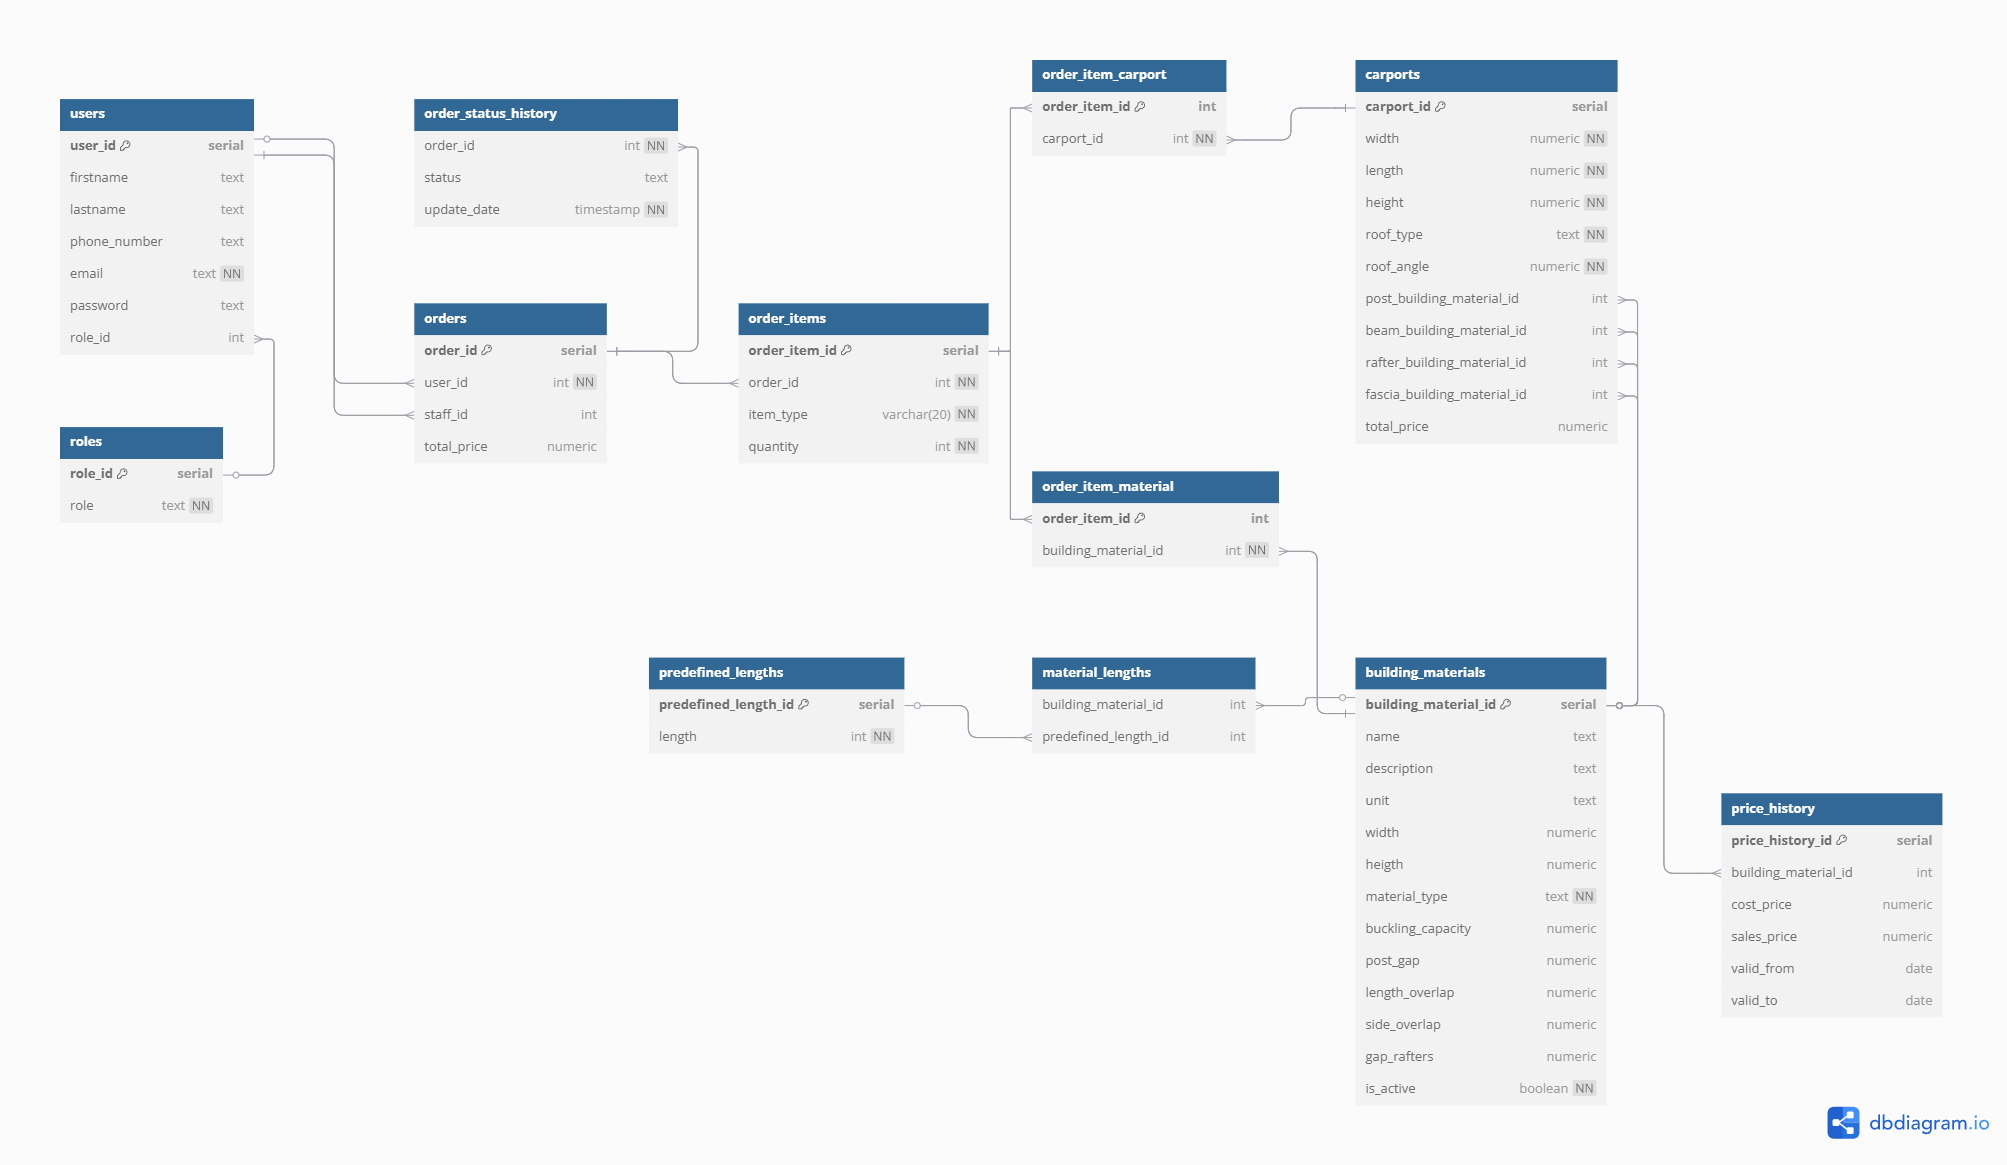 users
user_id serial
firstname text
lastname text
phone_number text
email text NN
password text
role_id int
roles
role_id serial
role text NN
order_status_history
order_id int NN
status text
update_date timestamp NN
orders
order_id serial
user_id int NN
staff_id int
total_price numeric
order_items
order_item_id serial
order_id int NN
item_type varchar(20) NN
quantity int NN
order_item_carport
order_item_id int
carport_id int NN
carports
carport_id serial
width numeric NN
length numeric NN
height numeric NN
roof_type text NN
roof_angle numeric NN
post_building_material_id int
beam_building_material_id int
rafter_building_material_id int
fascia_building_material_id int
total_price numeric
order_item_material
order_item_id int
building_material_id int NN
predefined_lengths
predefined_length_id serial
length int NN
material_lengths
building_material_id int
predefined_length_id int
building_materials
building_material_id serial
name text
description text
unit text
width numeric
heigth numeric
material_type text NN
buckling_capacity numeric
post_gap numeric
length_overlap numeric
side_overlap numeric
gap_rafters numeric
is_active boolean NN
price_history
price_history_id serial
building_material_id int
cost_price numeric
sales_price numeric
valid_from date
valid_to date
dbdiagram.io